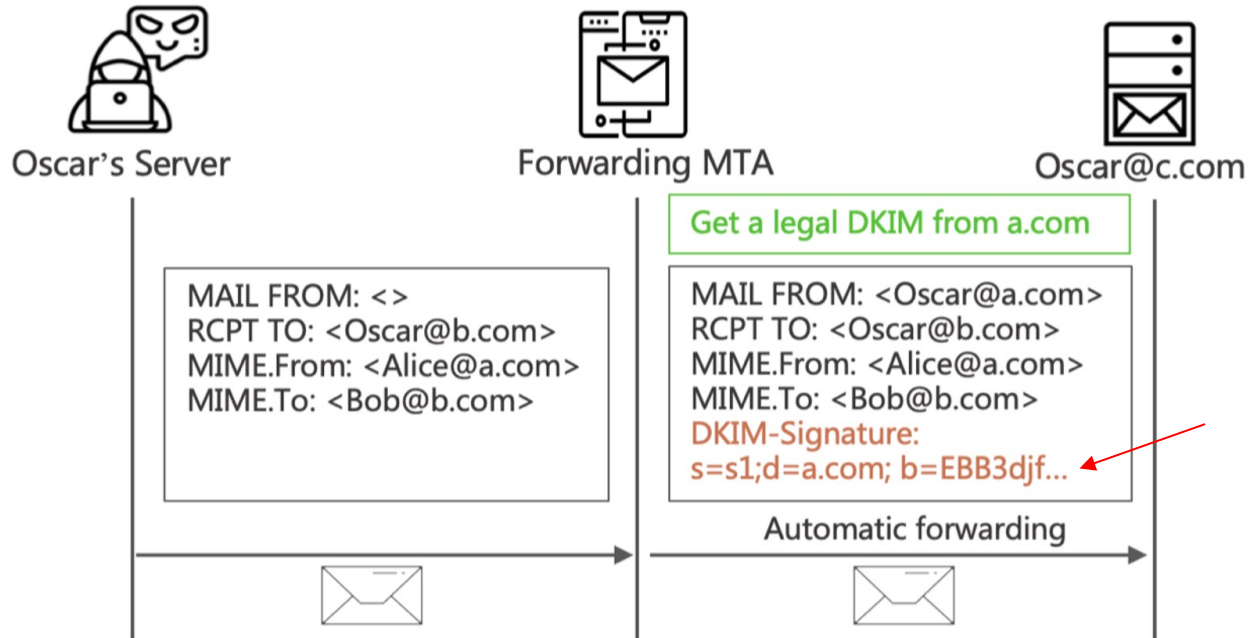 Oscar's Server
Forwarding MTA
Oscar@c.com
Get a legal DKIM from a.com
MAIL FROM: <>
RCPT TO: <Oscar@b.com>
MIME.From: <Alice@a.com>
MIME.To: <Bob@b.com>
MAIL FROM: <Oscar@a.com>
RCPT TO: <Oscar@b.com>
MIME.From: <Alice@a.com>
MIME.To: <Bob@b.com>
DKIM-Signature:
s=s1;d=a.com; b=EBB3djf...
Automatic forwarding